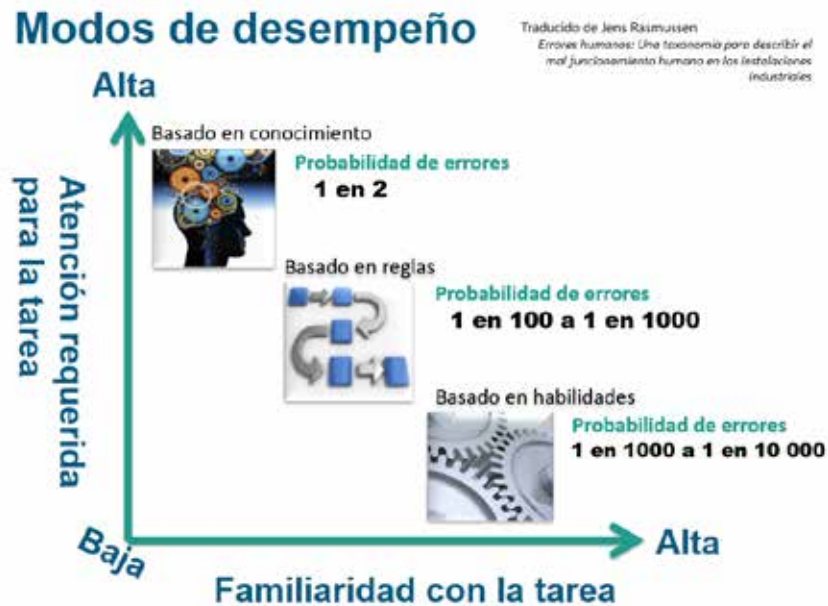 Modos de desempeño
Traducido de Jens Rasmussen
Errores humanos: Una taxonomía para describir el
mal funcionamiento humano en las instalaciones
industriales
Alta
Atención requerida
para la tarea
Basado en conocimiento
Probabilidad de errores
1 en 2
Basado en reglas
Probabilidad de errores
1 en 100 a 1 en 1000
Basado en habilidades
Probabilidad de errores
1 en 1000 a 1 en 10 000
Baja
Alta
Familiaridad con la tarea